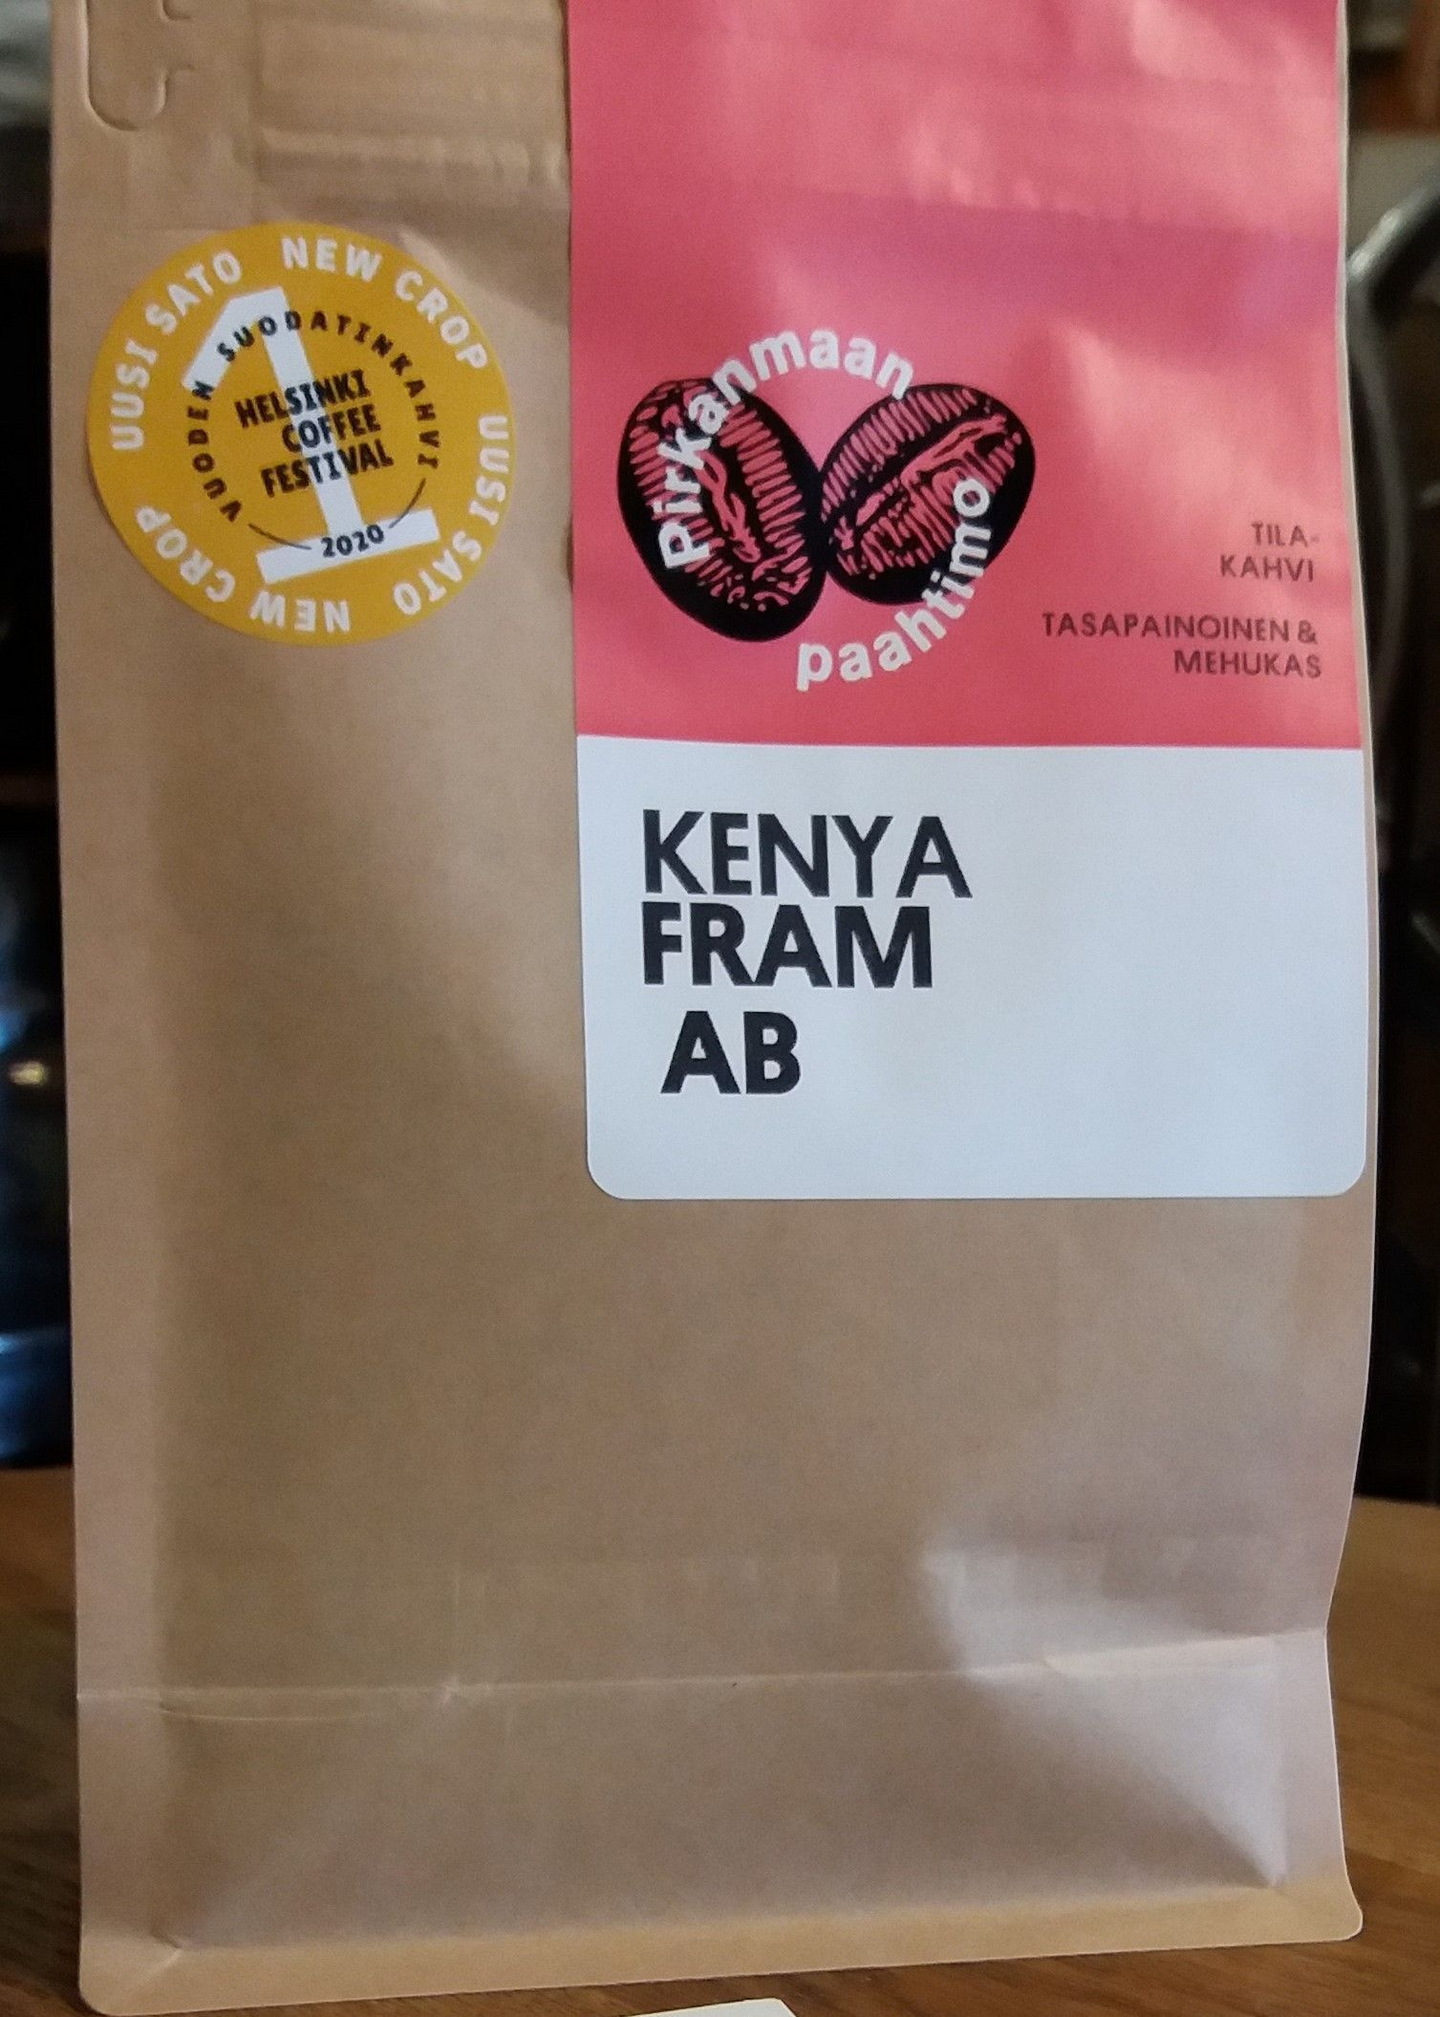 UUSI SATO NEW CROP UUSI SATO NEW CROP
VUODEN SUODATINKAHVI
HELSINKI
COFFEE
FESTIVAL
2020
1
Pirkanmaan
paahtimo
TILA-
KAHVI
TASAPAINOINEN &
MEHUKAS
KENYA
FRAM
AB